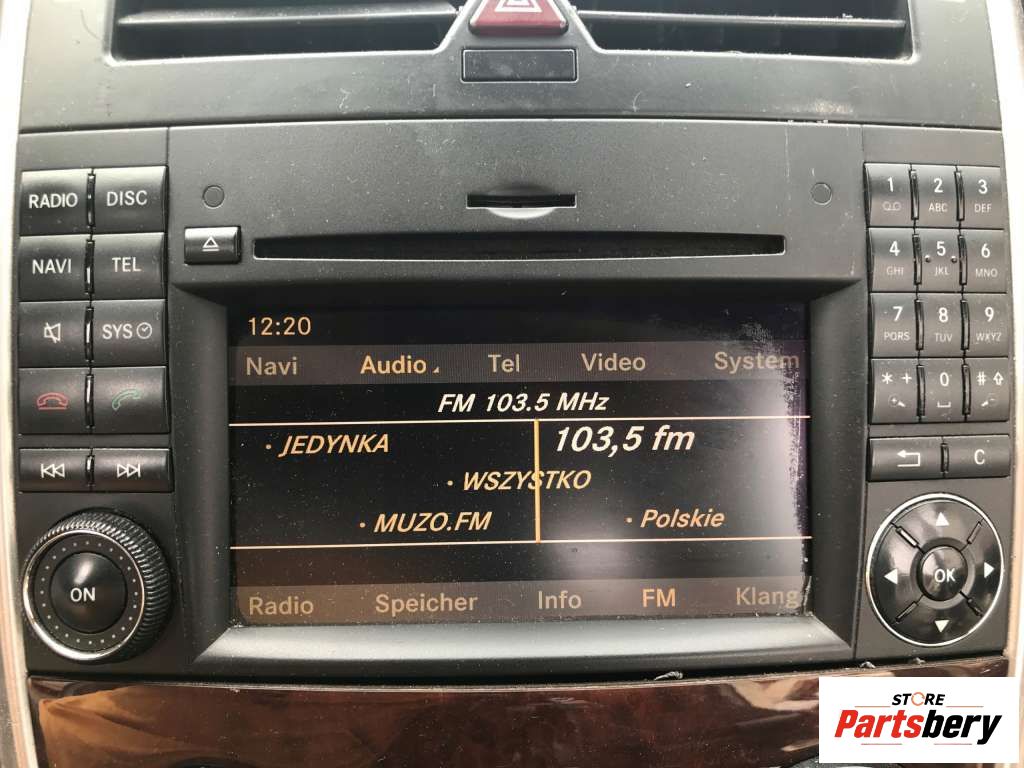 RADIO DISC
NAVI TEL
SYS
ON
12:20
Navi Audio Tel Video System
FM 103.5 MHz
• JEDYNKA 103,5 fm
• WSZYSTKO
• MUZO.FM • Polskie
Radio Speicher Info FM Klang
1 2 3
ABC DEF
4 5 6
GHI JKL MNO
7 8 9
PQRS TUV WXYZ
* + 0 #
C
OK
STORE
Partsbery